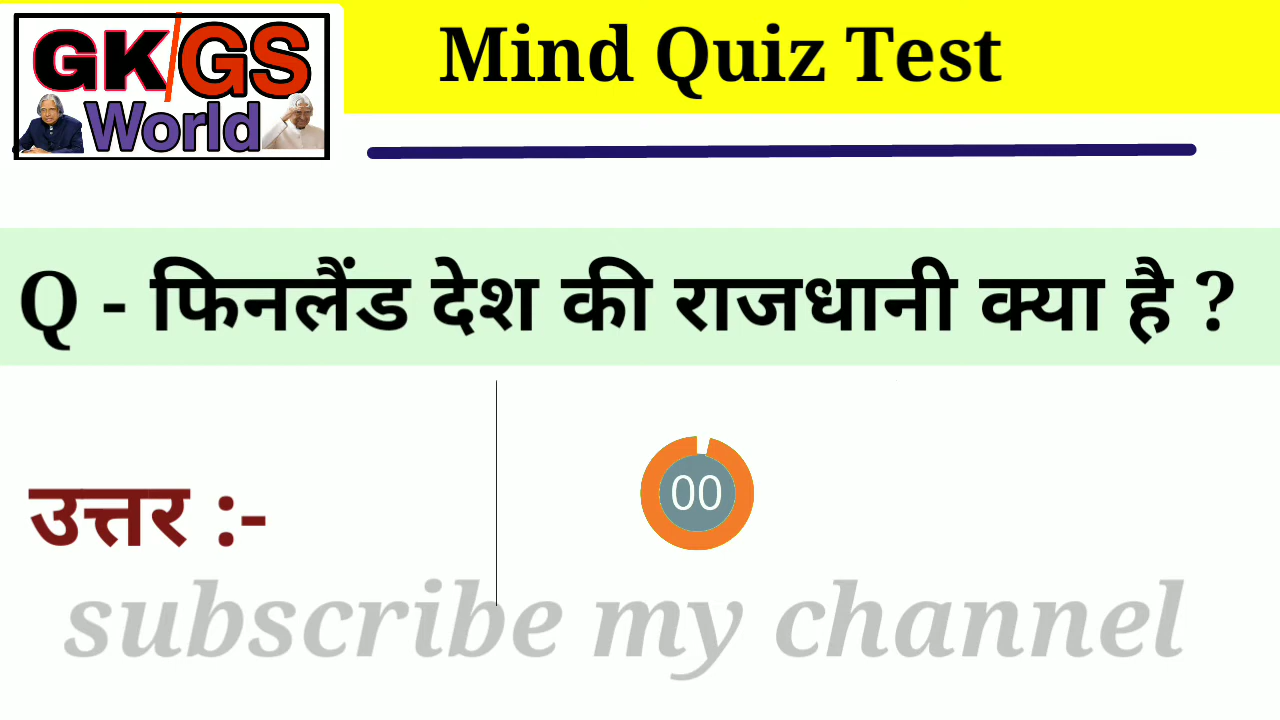 GK/GS
World
Mind Quiz Test
Q - फिनलैंड देश की राजधानी क्या है ?
00
उत्तर :-
subscribe my channel